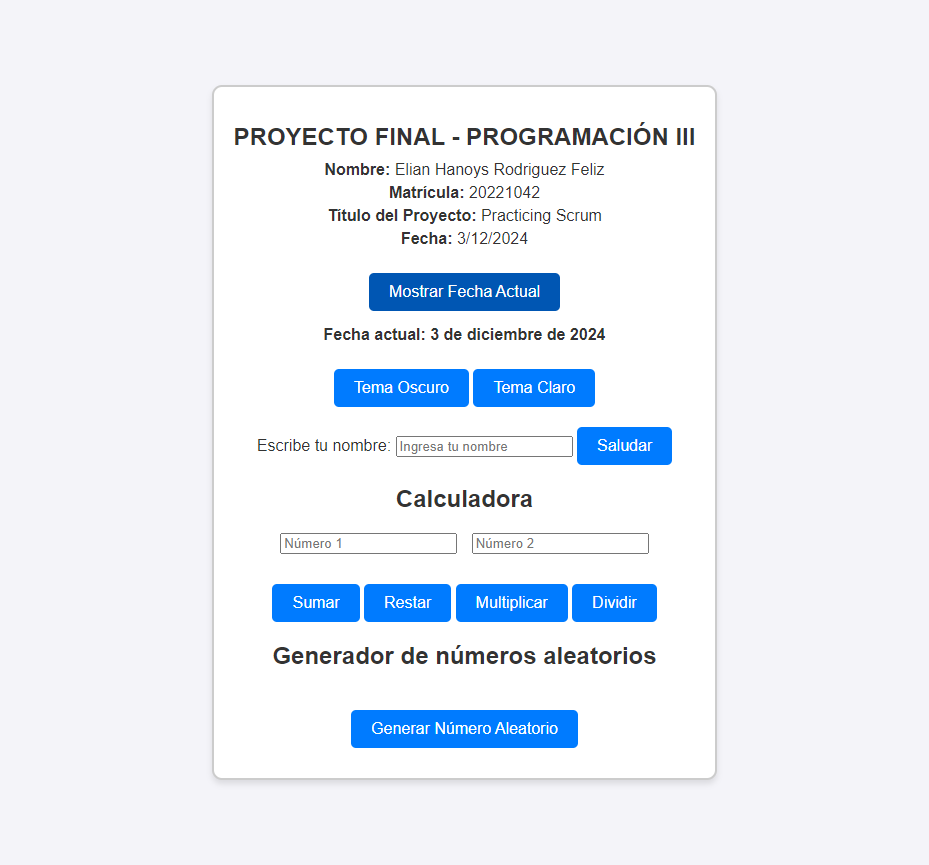 PROYECTO FINAL - PROGRAMACIÓN III
Nombre: Elian Hanoys Rodriguez Feliz
Matrícula: 20221042
Título del Proyecto: Practicing Scrum
Fecha: 3/12/2024
Mostrar Fecha Actual
Fecha actual: 3 de diciembre de 2024
Tema Oscuro Tema Claro
Escribe tu nombre: Ingresa tu nombre Saludar
Calculadora
Número 1 Número 2
Sumar Restar Multiplicar Dividir
Generador de números aleatorios
Generar Número Aleatorio